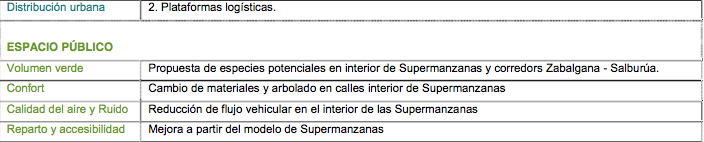 Distribución urbana 2. Plataformas logísticas.
ESPACIO PÚBLICO
Volumen verde Propuesta de especies potenciales en interior de Supermanzanas y corredors Zabalgana - Salburúa.
Confort Cambio de materiales y arbolado en calles interior de Supermanzanas
Calidad del aire y Ruido Reducción de flujo vehicular en el interior de las Supermanzanas
Reparto y accesibilidad Mejora a partir del modelo de Supermanzanas